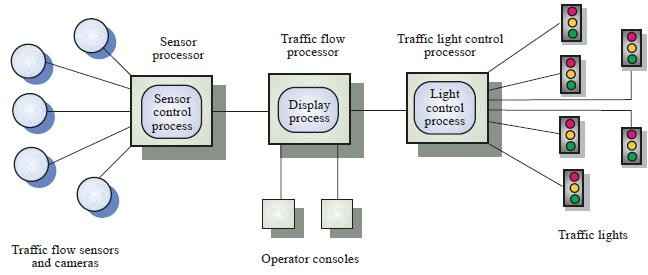 Sensor
processor
Traffic flow
processor
Traffic light control
processor
Sensor
control
process
Display
process
Light
control
process
Traffic flow sensors
and cameras
Operator consoles
Traffic lights